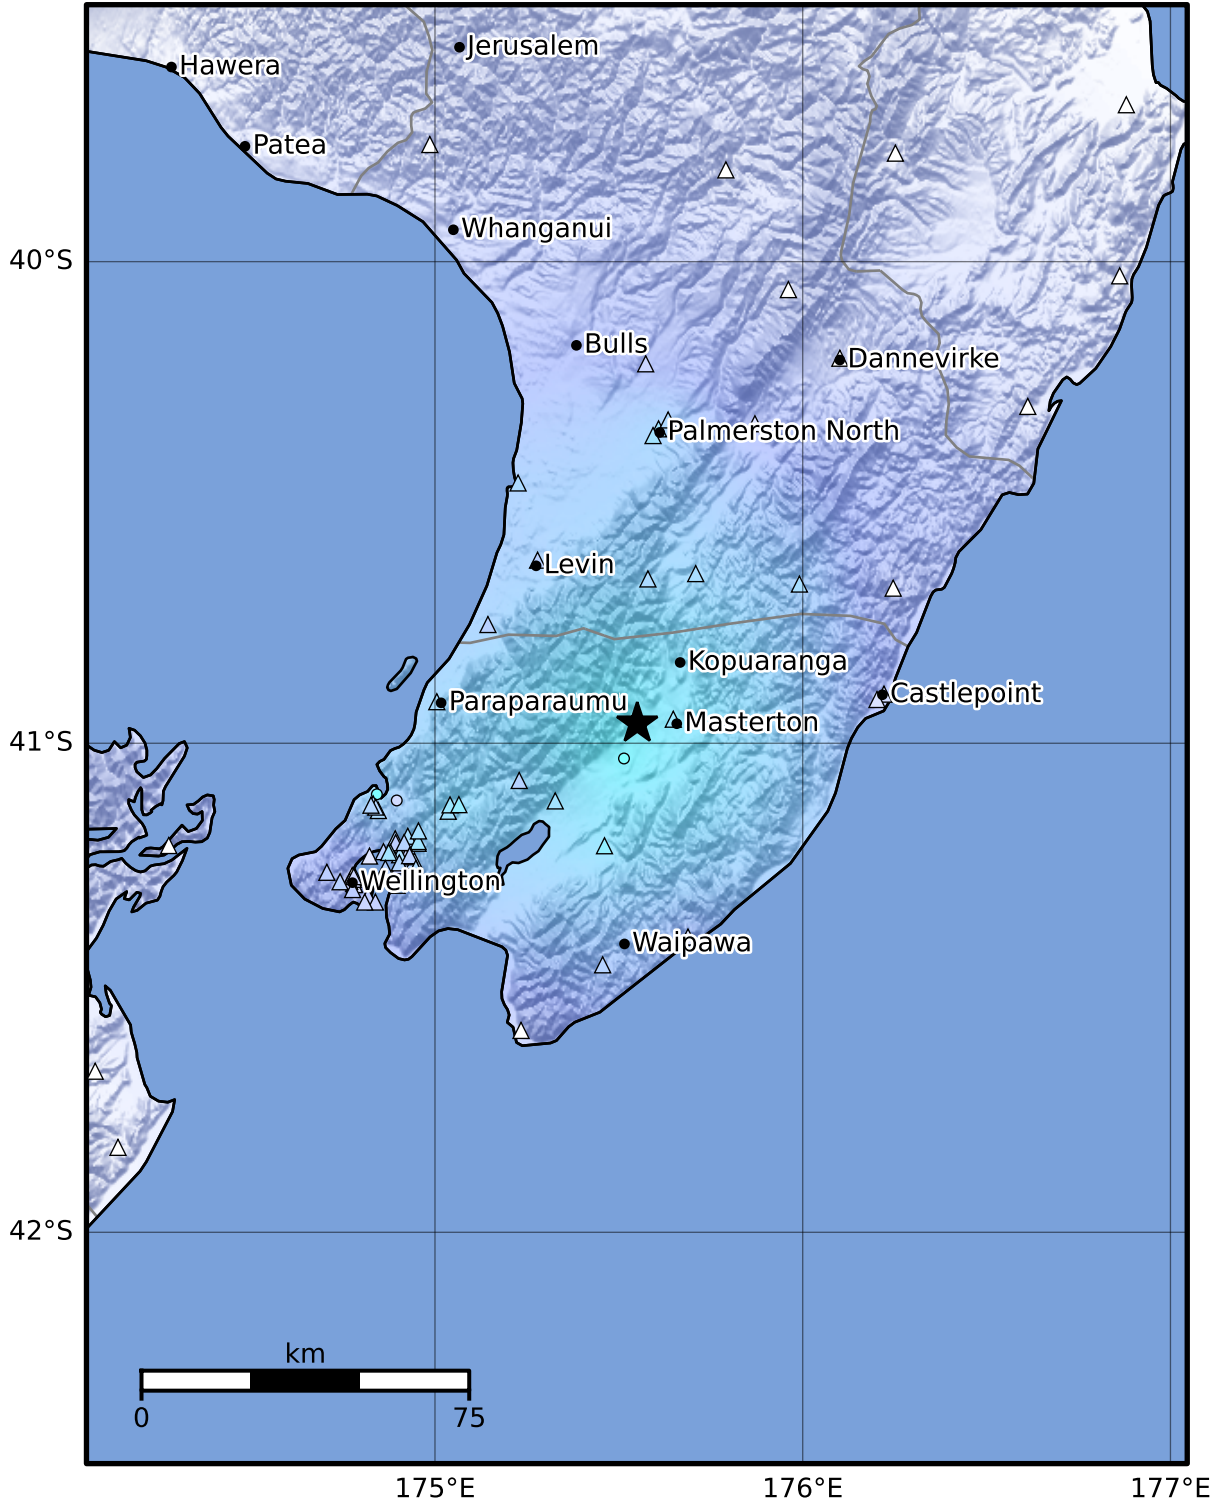 Jerusalem
Hawera
Patea
Whanganui
40°S
Bulls
Dannevirke
Palmerston North
Levin
Kopuaranga
Castlepoint
Paraparaumu
Masterton
41°S
Wellington
Waipawa
42°S
km
0 75
175°E 176°E 177°E